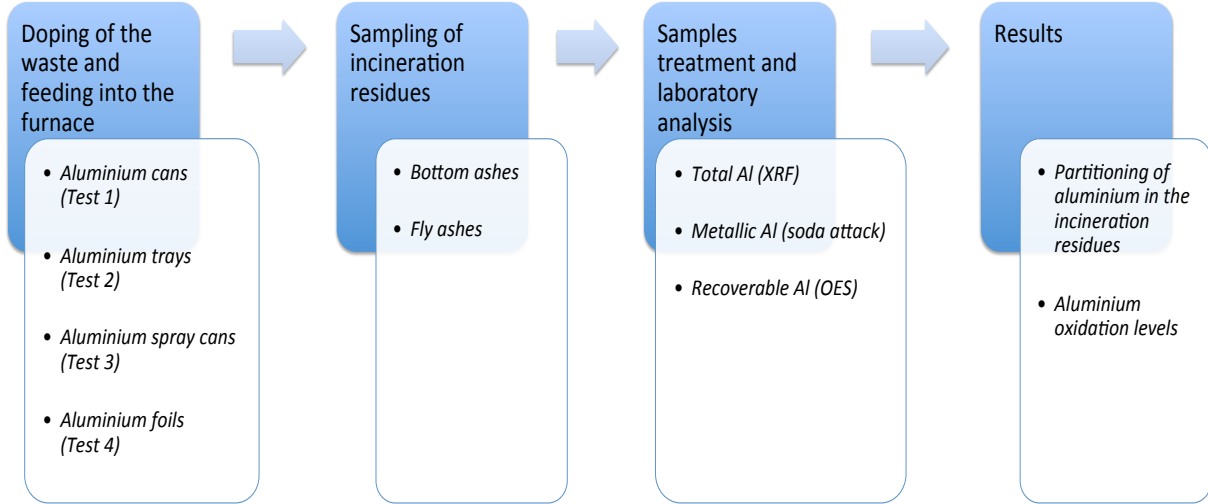 Doping of the
waste and
feeding into the
furnace
• Aluminium cans
(Test 1)
• Aluminium trays
(Test 2)
• Aluminium spray cans
(Test 3)
• Aluminium foils
(Test 4)
Sampling of
incineration
residues
• Bottom ashes
• Fly ashes
Samples
treatment and
laboratory
analysis
• Total Al (XRF)
• Metallic Al (soda attack)
• Recoverable Al (OES)
Results
• Partitioning of
aluminium in the
incineration
residues
• Aluminium
oxidation levels